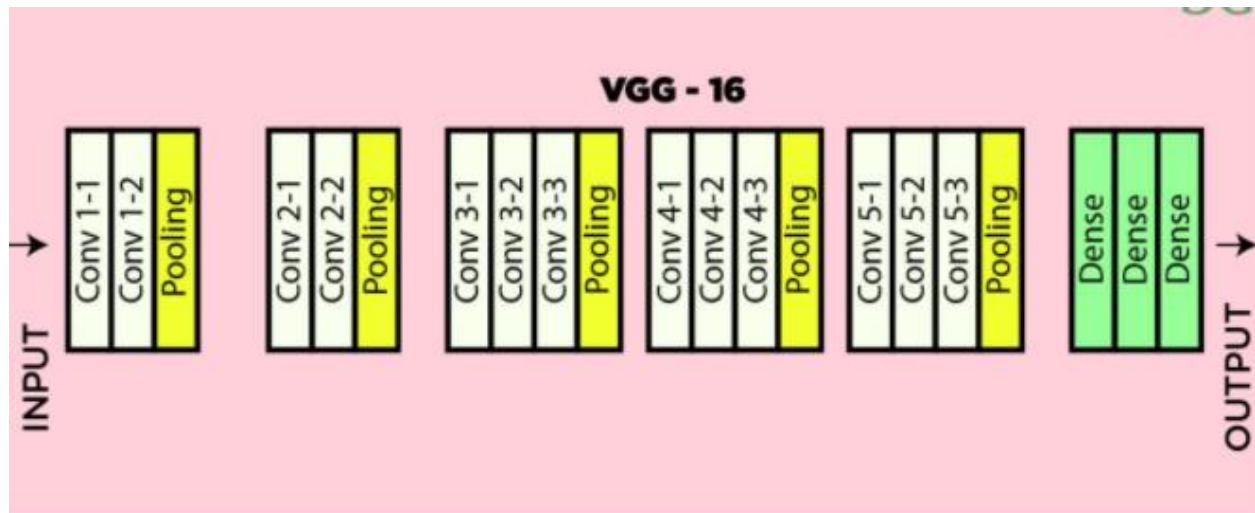 VGG - 16
INPUT
Conv 1-1
Conv 1-2
Pooling
Conv 2-1
Conv 2-2
Pooling
Conv 3-1
Conv 3-2
Conv 3-3
Pooling
Conv 4-1
Conv 4-2
Conv 4-3
Pooling
Conv 5-1
Conv 5-2
Conv 5-3
Pooling
Dense
Dense
Dense
OUTPUT